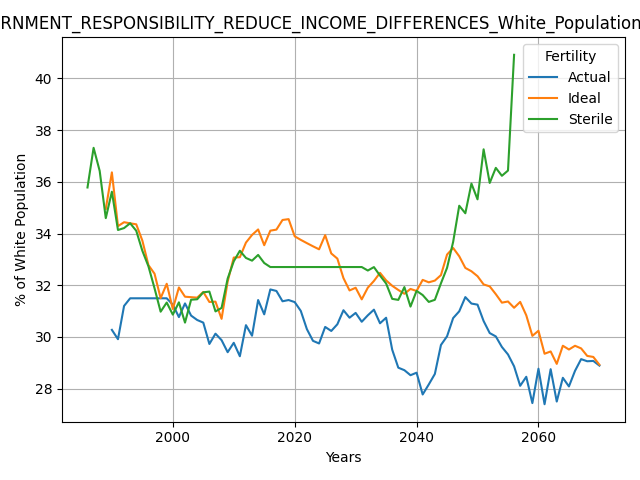 RNMENT_RESPONSIBILITY_REDUCE_INCOME_DIFFERENCES_White_Population
Fertility
Actual
Ideal
Sterile
% of White Population
40
38
36
34
32
30
28
2000
2020
2040
2060
Years